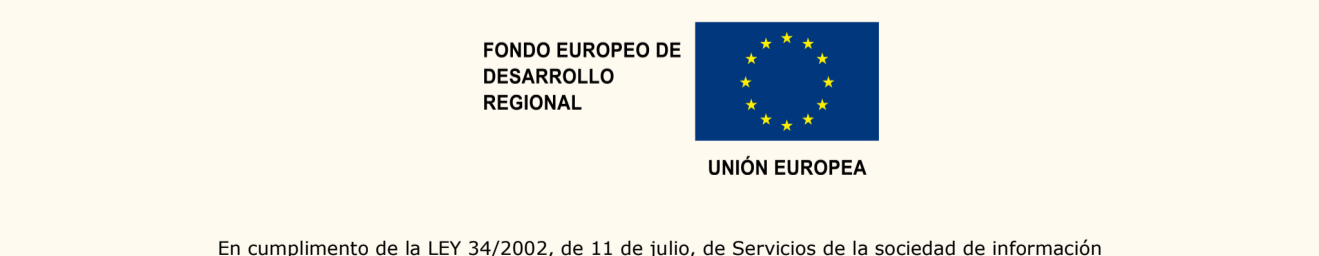 FONDO EUROPEO DE
DESARROLLO
REGIONAL
UNIÓN EUROPEA
En cumplimento de la LEY 34/2002, de 11 de julio, de Servicios de la sociedad de información